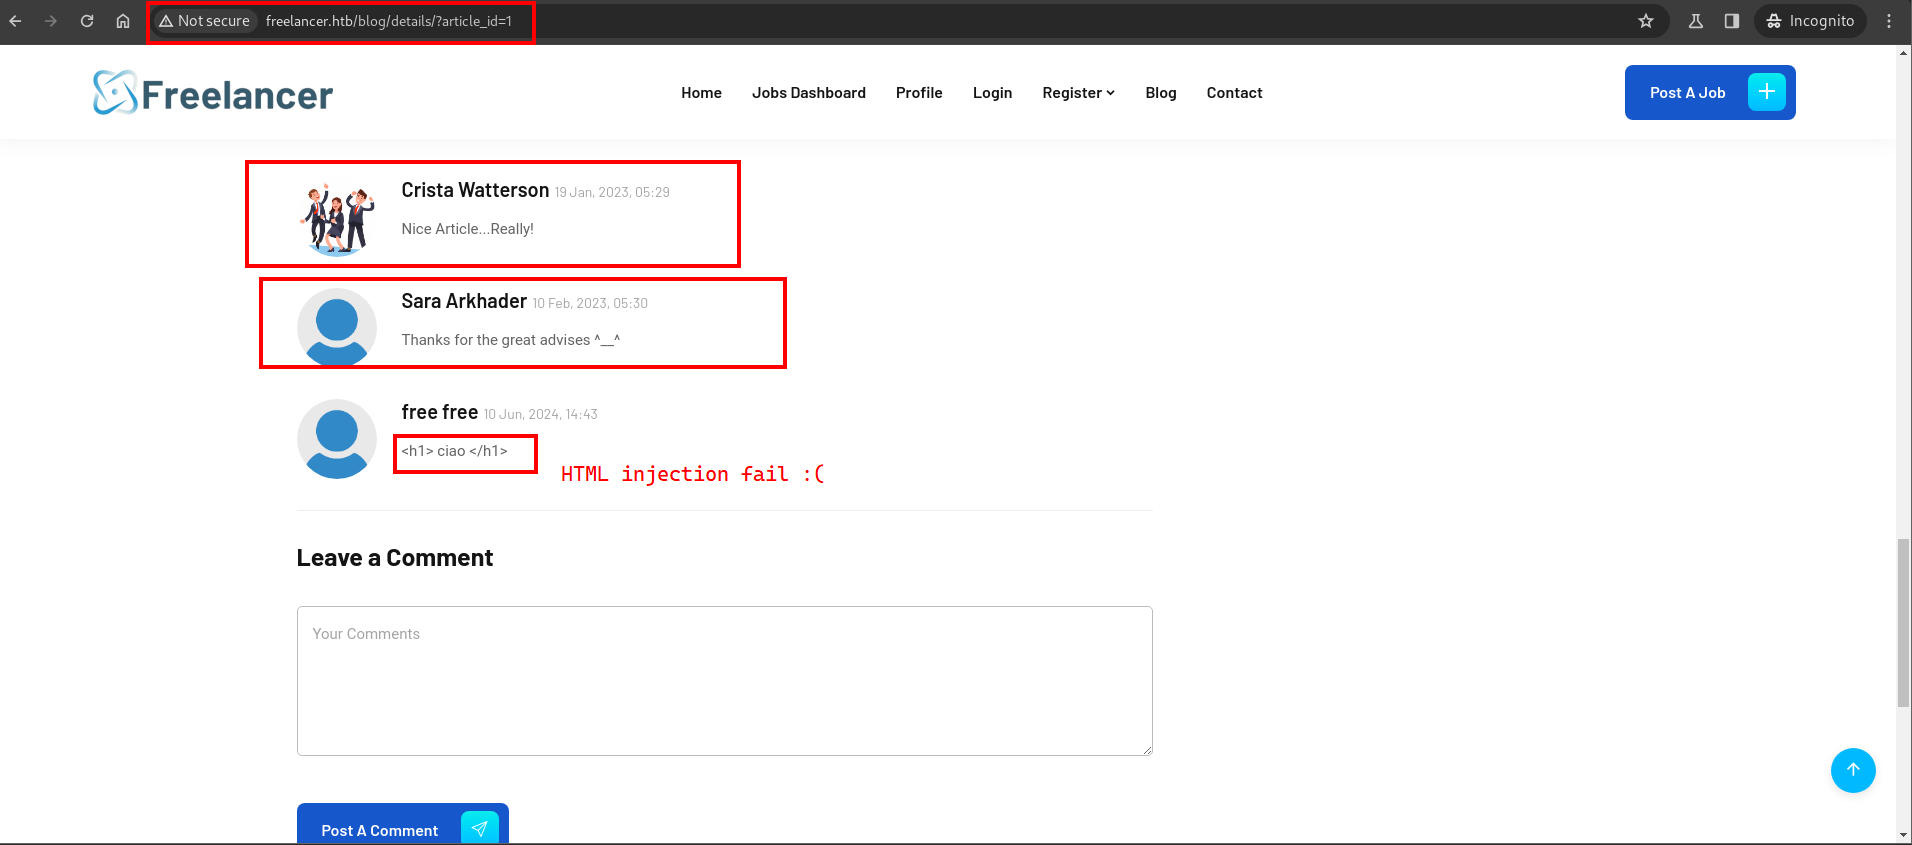 Not secure freelancer.htb/blog/details/?article_id=1 Incognito
Freelancer Home Jobs Dashboard Profile Login Register Blog Contact Post A Job
Crista Watterson 19 Jan, 2023, 05:29
Nice Article...Really!
Sara Arkhader 10 Feb, 2023, 05:30
Thanks for the great advises ^__^
free free 10 Jun, 2024, 14:43
<h1> ciao </h1>
HTML injection fail :(
Leave a Comment
Your Comments
Post A Comment